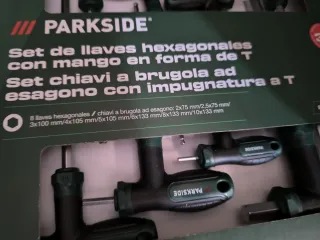 /// PARKSIDE®
Set de llaves hexagonales
con mango en forma de T
Set chiavi a brugola ad
esagono con impugnatura a T
8 llaves hexagonales / chiavi a brugola ad esagono: 2x75 mm/2,5x75 mm/
3x100 mm/4x105 mm/5x105 mm/6x133 mm/8x133 mm/10x133 mm
PARKSIDE
PARKSIDE